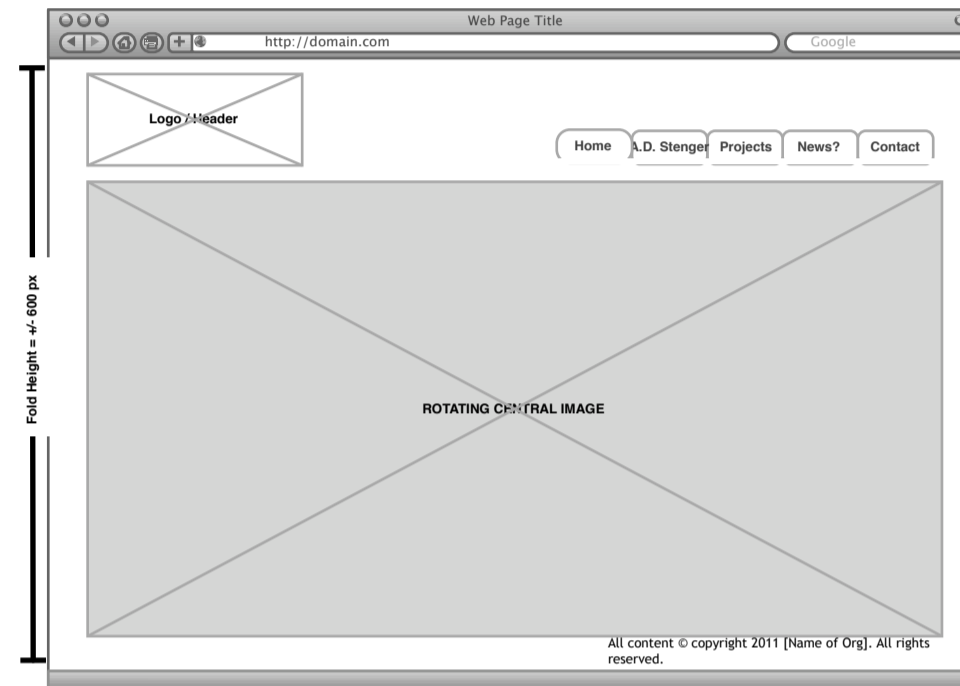 Web Page Title
http://domain.com
Google
Logo / Header
Home
A.D. Stenger
Projects
News?
Contact
Fold Height = +/- 600 px
ROTATING CENTRAL IMAGE
All content © copyright 2011 [Name of Org]. All rights
reserved.